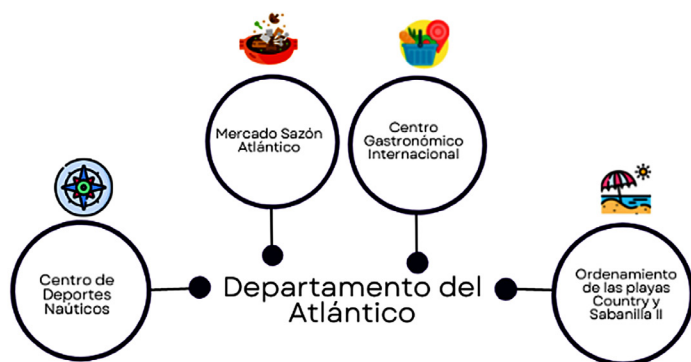 Mercado Sazón
Atlántico
Centro
Gastronómico
Internacional
Centro de
Deportes
Naúticos
Departamento del
Atlántico
Ordenamiento
de las playas
Country y
Sabanilla II